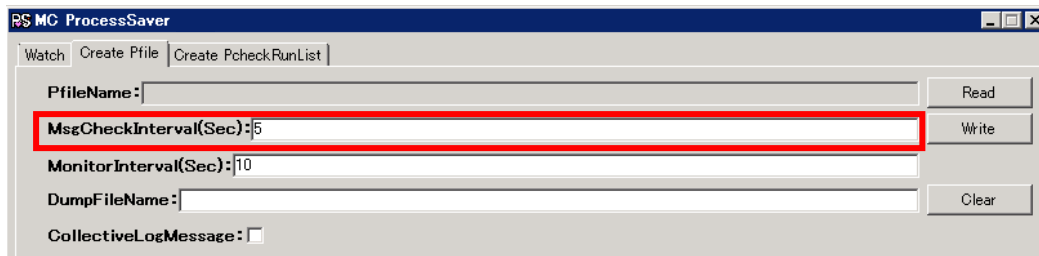 RS MC ProcessSaver
Watch Create Pfile Create PcheckRunList
PfileName: Read
MsgCheckInterval(Sec): 5 Write
MonitorInterval(Sec): 10
DumpFileName: Clear
CollectiveLogMessage: